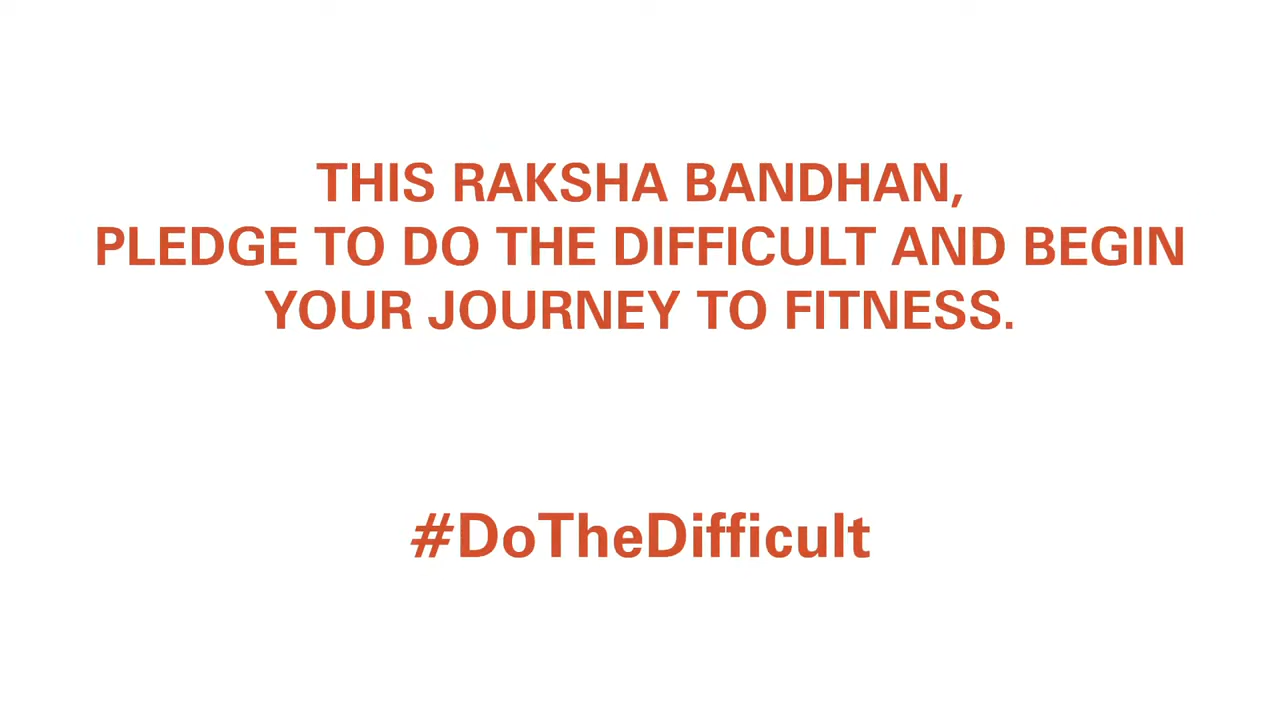 THIS RAKSHA BANDHAN,
PLEDGE TO DO THE DIFFICULT AND BEGIN
YOUR JOURNEY TO FITNESS.
#DoTheDifficult